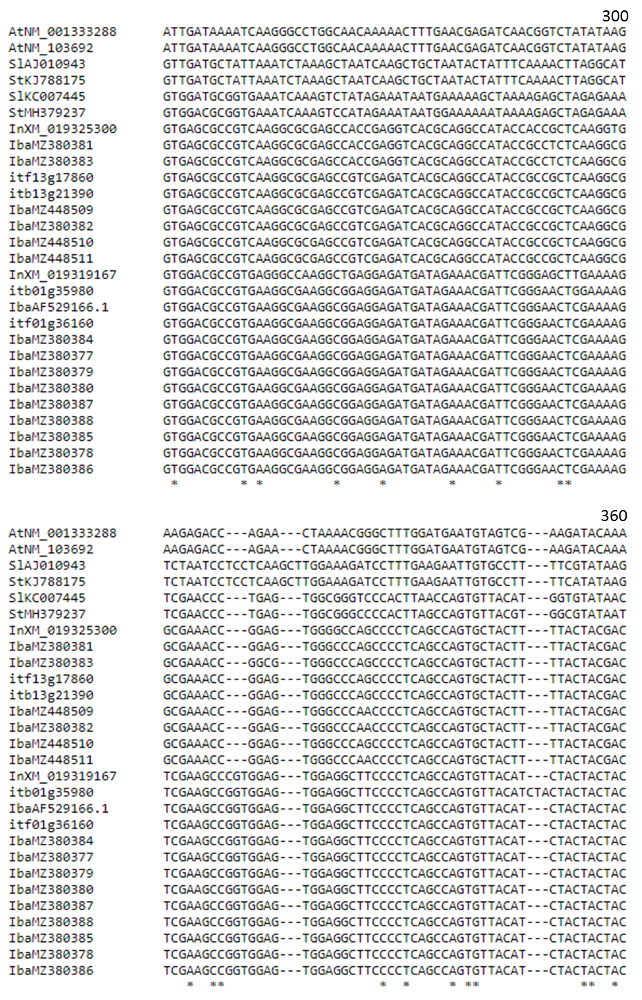 300
AtNM_001333288 ATTGATAAAATCAAGGGCCTGGCAACAAAAACTTTGAACGAGATCAACGGTCTATATAAG
AtNM_103692 ATTGATAAAATCAAGGGCCTGGCAACAAAAACTTTGAACGAGATCAACGGTCTATATAAG
SlAJ010943 GTTGATGCTATTAAATCTAAAGCTAATCAAGCTGCTAATACTATTTCAAAACTTAGGCAT
StKJ788175 GTTGATGCTATTAAATCTAAAGCTAATCAAGCTGCTAATACTATTTCAAAACTTAGGCAT
SlKC007445 GTGGATGCGGTGAAATCAAAGTCTATAGAAATAATGAAAAAGCTAAAAGAGCTAGAGAAA
StMH379237 GTGGACGCGGTGAAATCAAAGTCCATAGAAATAATGGAAAAAATAAAAGAGCTAGAGAAA
InXM_019325300 GTGAGCGCCGTCAAGGCGCGAGCCACCGAGGTCACGCAGGCCATACCACCGCTCAAGGTG
IbaMZ380381 GTGAGCGCCGTCAAGGCGCGAGCCACCGAGGTCACGCAGGCCATACCGCCTCTCAAGGCG
IbaMZ380383 GTGAGCGCCGTCAAGGCGCGAGCCACCGAGGTCACGCAGGCCATACCGCCTCTCAAGGCG
itf13g17860 GTGAGCGCCGTCAAGGCGCGAGCCGTCGAGATCACGCAGGCCATACCGCCGCTCAAGGCG
itb13g21390 GTGAGCGCCGTCAAGGCGCGAGCCGTCGAGATCACGCAGGCCATACCGCCGCTCAAGGCG
IbaMZ448509 GTGAGCGCCGTCAAGGCGCGAGCCGTCGAGATCACGCAGGCCATACCGCCGCTCAAGGCG
IbaMZ380382 GTGAGCGCCGTCAAGGCGCGAGCCGTCGAGATCACGCAGGCCATACCGCCGCTCAAGGCG
IbaMZ448510 GTGAGCGCCGTCAAGGCGCGAGCCGTCGAGATCACGCAGGCCATACCGCCGCTCAAGGCG
IbaMZ448511 GTGAGCGCCGTCAAGGCGCGAGCCGTCGAGATCACGCAGGCCATACCGCCGCTCAAGGCG
InXM_019319167 GTGGACGCCGTGAGGGCCAAGGCTGAGGAGATGATAGAAACGATCGGGAGCTTGAAAAG
itb01g35980 GTGGACGCCGTGAAGGCGAAGGCGGAGGAGATGATAGAAACGATTCGGGAACTGGAAAAG
IbaAF529166.1 GTGGACGCCGTGAAGGCGAAGGCGGAGGAGATGATAGAAACGATTCGGGAACTCGAAAAG
itf01g36160 GTGGACGCCGTGAAGGCGAAGGCGGAGGAGATGATAGAAACGATTCGGGAACTCGAAAAG
IbaMZ380384 GTGGACGCCGTGAAGGCGAAGGCGGAGGAGATGATAGAAACGATTCGGGAACTCGAAAAG
IbaMZ380377 GTGGACGCCGTGAAGGCGAAGGCGGAGGAGATGATAGAAACGATTCGGGAACTCGAAAAG
IbaMZ380379 GTGGACGCCGTGAAGGCGAAGGCGGAGGAGATGATAGAAACGATTCGGGAACTCGAAAAG
IbaMZ380380 GTGGACGCCGTGAAGGCGAAGGCGGAGGAGATGATAGAAACGATTCGGGAACTCGAAAAG
IbaMZ380387 GTGGACGCCGTGAAGGCGAAGGCGGAGGAGATGATAGAAACGATTCGGGAACTCGAAAAG
IbaMZ380388 GTGGACGCCGTGAAGGCGAAGGCGGAGGAGATGATAGAAACGATTCGGGAACTCGAAAAG
IbaMZ380385 GTGGACGCCGTGAAGGCGAAGGCGGAGGAGATGATAGAAACGATTCGGGAACTCGAAAAG
IbaMZ380378 GTGGACGCCGTGAAGGCGAAGGCGGAGGAGATGATAGAAACGATTCGGGAACTCGAAAAG
IbaMZ380386 GTGGACGCCGTGAAGGCGAAGGCGGAGGAGATGATAGAAACGATTCGGGAACTCGAAAAG
* * * * * * * **
360
AtNM_001333288 AAGAGACC---AGAA---CTAAAACGGGCTTTGGATGAATGTAGTCG---AAGATACAAA
AtNM_103692 AAGAGACC---AGAA---CTAAAACGGGCTTTGGATGAATGTAGTCG---AAGATACAAA
SlAJ010943 TCTAATCCTCCTCAAGCTTGGAAAGATCCTTTGAAGAATTGTGCCTT---TTCGTATAAG
StKJ788175 TCTAATCCTCCTCAAGCTTGGAAAGATCCTTTGAAGAATTGTGCCTT---TTCATATAAG
SlKC007445 TCGAACCC---TGAG---TGGCGGGTCCCACTTAACCAGTGTTACAT---GGTGTATAAC
StMH379237 TCGAACCC---TGAG---TGGCGGGCCCCACTTAGCCAGTGTTACGT---GGCGTATAAT
InXM_019325300 GCGAAACC---GGAG---TGGGGCCAGCCCCTCAGCCAGTGCTACTT---TTACTACGAC
IbaMZ380381 GCGAAACC---GGAG---TGGGCCCAGCCCCTCAGCCAGTGCTACTT---TTACTACGAC
IbaMZ380383 GCGAAACC---GGCG---TGGGCCCAGCCCCTCAGCCAGTGCTACTT---TTACTACGAC
itf13g17860 GCGAAACC---GGAG---TGGGCCCAGCCCCTCAGCCAGTGCTACTT---TTACTACGAC
itb13g21390 GCGAAACC---GGAG---TGGGCCCAGCCCCTCAGCCAGTGCTACTT---TTACTACGAC
IbaMZ448509 GCGAAACC---GGAG---TGGGCCCAACCCCTCAGCCAGTGCTACTT---TTACTACGAC
IbaMZ380382 GCGAAACC---GGAG---TGGGCCCAACCCCTCAGCCAGTGCTACTT---TTACTACGAC
IbaMZ448510 GCGAAACC---GGAG---TGGGCCCAGCCCCTCAGCCAGTGCTACTT---TTACTACGAC
IbaMZ448511 GCGAAACC---GGAG---TGGGCCCAACCCCTCAGCCAGTGCTACTT---TTACTACGAC
InXM_019319167 TCGAAGCCCGTGGAG---TGGAGGCTTCCCCTCAGCCAGTGTTACAT---CTACTACTAC
itb01g35980 TCGAAGCCGGTGGAG---TGGAGGCTTCCCCTCAGCCAGTGTTACATCTACTACTACTAC
IbaAF529166.1 TCGAAGCCGGTGGAG---TGGAGGCTTCCCCTCAGCCAGTGTTACAT---CTACTACTAC
itf01g36160 TCGAAGCCGGTGGAG---TGGAGGCTTCCCCTCAGCCAGTGTTACAT---CTACTACTAC
IbaMZ380384 TCGAAGCCGGTGGAG---TGGAGGCTTCCCCTCAGCCAGTGTTACAT---CTACTACTAC
IbaMZ380377 TCGAAGCCGGTGGAG---TGGAGGCTTCCCCTCAGCCAGTGTTACAT---CTACTACTAC
IbaMZ380379 TCGAAGCCGGTGGAG---TGGAGGCTTCCCCTCAGCCAGTGTTACAT---CTACTACTAC
IbaMZ380380 TCGAAGCCGGTGGAG---TGGAGGCTTCCCCTCAGCCAGTGTTACAT---CTACTACTAC
IbaMZ380387 TCGAAGCCGGTGGAG---TGGAGGCTTCCCCTCAGCCAGTGTTACAT---CTACTACTAC
IbaMZ380388 TCGAAGCCGGTGGAG---TGGAGGCTTCCCCTCAGCCAGTGTTACAT---CTACTACTAC
IbaMZ380385 TCGAAGCCGGTGGAG---TGGAGGCTTCCCCTCAGCCAGTGTTACAT---CTACTACTAC
IbaMZ380378 TCGAAGCCGGTGGAG---TGGAGGCTTCCCCTCAGCCAGTGTTACAT---CTACTACTAC
IbaMZ380386 TCGAAGCCGGTGGAG---TGGAGGCTTCCCCTCAGCCAGTGTTACAT---CTACTACTAC
* ** * * * ** ** *